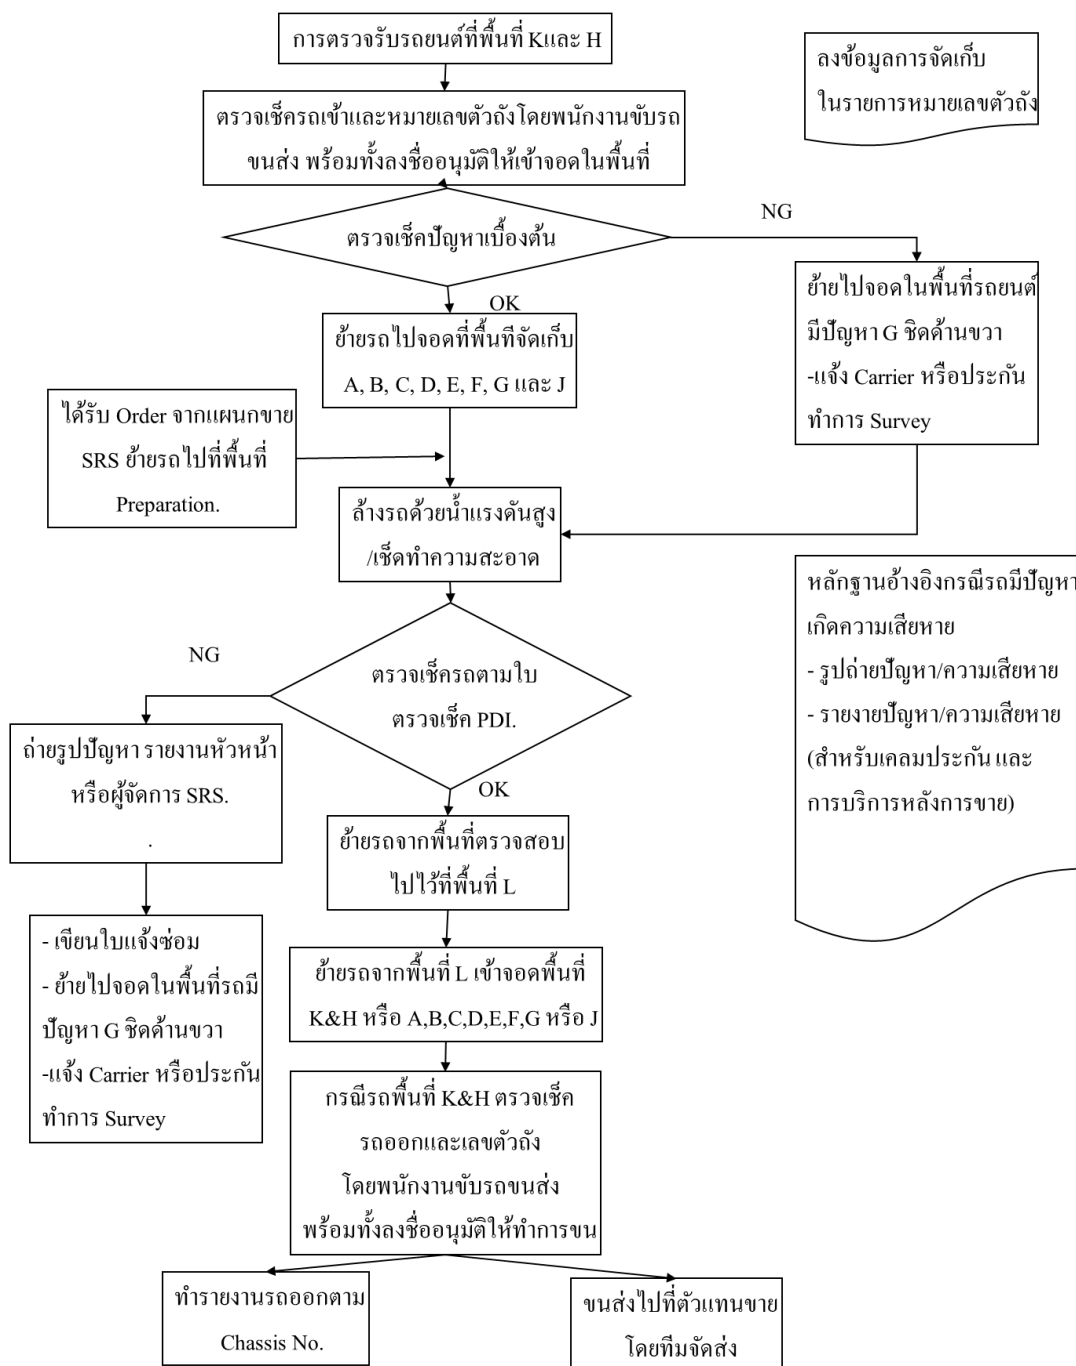 การตรวจรับรถยนต์ที่พื้นที่ Kและ H
ลงข้อมูลการจัดเก็บ
ในรายการหมายเลขตัวถัง
ตรวจเช็ครถเข้าและหมายเลขตัวถังโดยพนักงานขับรถ
ขนส่ง พร้อมทั้งลงชื่ออนุมัติให้เข้าจอดในพื้นที่
NG
ตรวจเช็คปัญหาเบื้องต้น
OK
ย้ายไปจอดในพื้นที่รถยนต์
มีปัญหา G ชิดด้านขวา
-แจ้ง Carrier หรือประกัน
ทำการ Survey
ย้ายรถไปจอดที่พื้นที่จัดเก็บ
A, B, C, D, E, F, G และ J
ได้รับ Order จากแผนกขาย
SRS ย้ายรถไปที่พื้นที่
Preparation.
ล้างรถด้วยน้ำแรงดันสูง
/เช็ดทำความสะอาด
หลักฐานอ้างอิงกรณีรถมีปัญหา
เกิดความเสียหาย
- รูปถ่ายปัญหา/ความเสียหาย
- รายงายปัญหา/ความเสียหาย
(สำหรับเคลมประกัน และ
การบริการหลังการขาย)
NG
ตรวจเช็ครถตามใบ
ตรวจเช็ค PDI.
OK
ถ่ายรูปปัญหา รายงานหัวหน้า
หรือผู้จัดการ SRS.
.
ย้ายรถจากพื้นที่ตรวจสอบ
ไปไว้ที่พื้นที่ L
- เขียนใบแจ้งซ่อม
- ย้ายไปจอดในพื้นที่รถมี
ปัญหา G ชิดด้านขวา
-แจ้ง Carrier หรือประกัน
ทำการ Survey
ย้ายรถจากพื้นที่ L เข้าจอดพื้นที่
K&H หรือ A,B,C,D,E,F,G หรือ J
กรณีรถพื้นที่ K&H ตรวจเช็ค
รถออกและเลขตัวถัง
โดยพนักงานขับรถขนส่ง
พร้อมทั้งลงชื่ออนุมัติให้ทำการขน
ทำรายงานรถออกตาม
Chassis No.
ขนส่งไปที่ตัวแทนขาย
โดยทีมจัดส่ง